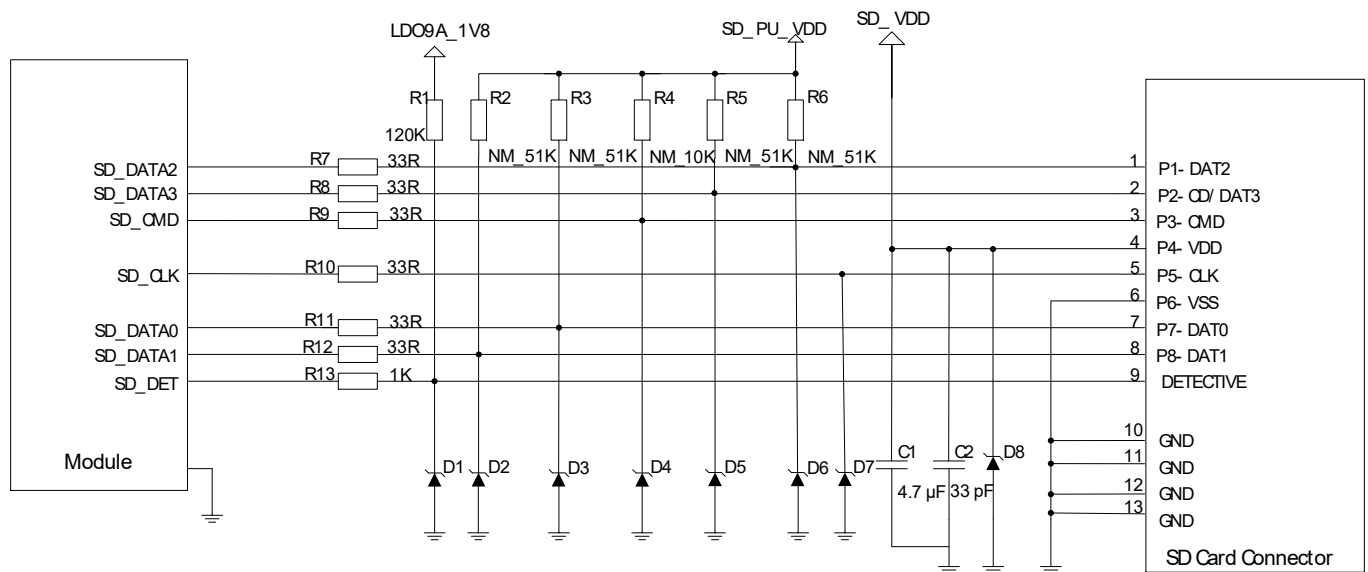 LDO9A_1V8
SD_PU_VDD
SD_VDD
R1
R2
R3
R4
R5
R6
120K
NM_51K
NM_51K
NM_10K
NM_51K
NM_51K
SD_DATA2
R7
33R
1
P1-DAT2
SD_DATA3
R8
33R
2
P2-CD/DAT3
SD_CMD
R9
33R
3
P3-CMD
4
P4-VDD
SD_CLK
R10
33R
5
P5-CLK
6
P6-VSS
SD_DATA0
R11
33R
7
P7-DAT0
SD_DATA1
R12
33R
8
P8-DAT1
SD_DET
R13
1K
9
DETECTIVE
10
GND
11
GND
12
GND
13
GND
Module
D1
D2
D3
D4
D5
D6
D7
C1
C2
D8
4.7 µF
33 pF
SD Card Connector